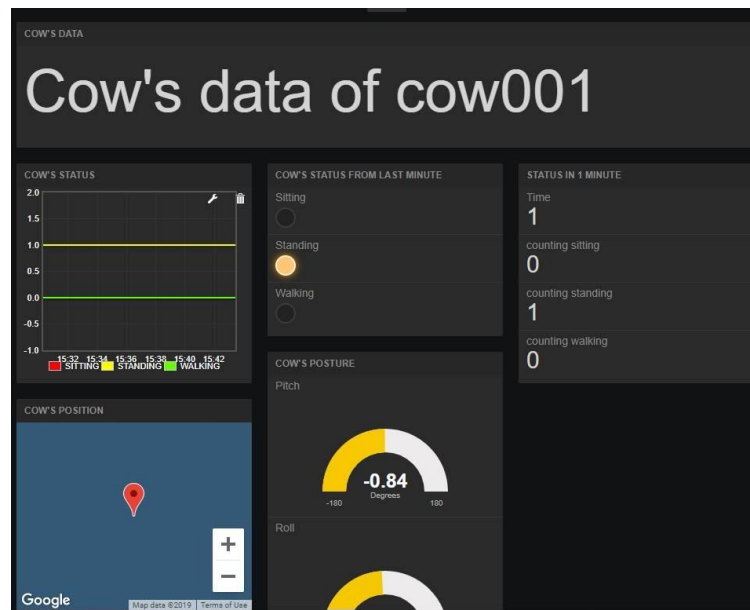 COW'S DATA
Cow's data of cow001
COW'S STATUS
2.0
1.5
1.0
0.5
0.0
-0.5
-1.0
15:32 15:34 15:36 15:38 15:40 15:42
SITTING STANDING WALKING
COW'S POSITION
Google
Map data ©2019 Terms of Use
COW'S STATUS FROM LAST MINUTE
Sitting
Standing
Walking
COW'S POSTURE
Pitch
-0.84
Degrees
-180 180
Roll
STATUS IN 1 MINUTE
Time
1
counting sitting
0
counting standing
1
counting walking
0